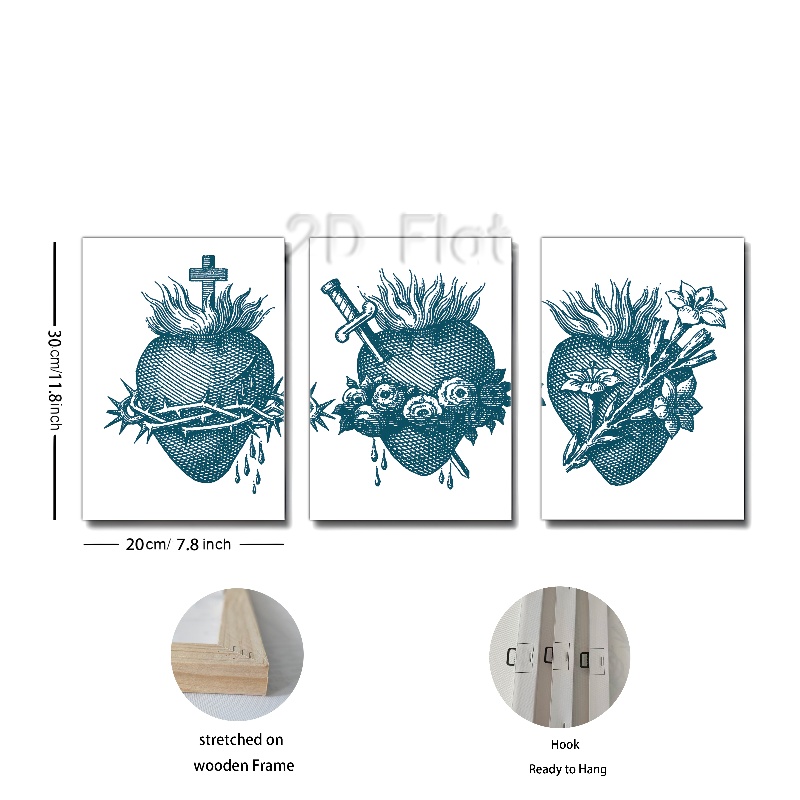 2D Flat
30cm/11.8inch
20cm/ 7.8 inch
stretched on
wooden Frame
Hook
Ready to Hang